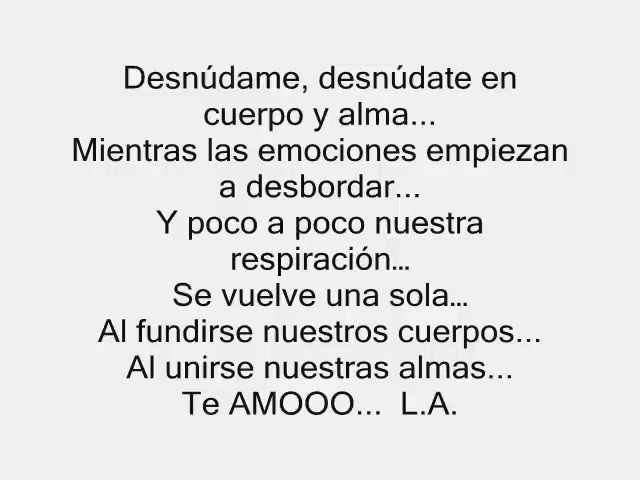 Desnúdame, desnúdate en
cuerpo y alma...
Mientras las emociones empiezan
a desbordar...
Y poco a poco nuestra
respiración...
Se vuelve una sola...
Al fundirse nuestros cuerpos...
Al unirse nuestras almas...
Te AMOOO... L.A.